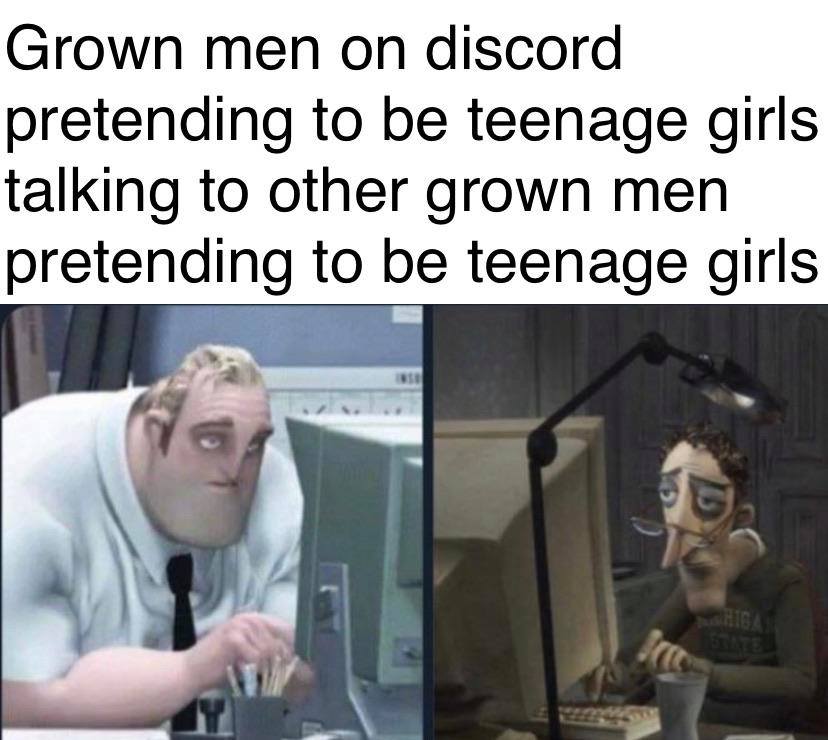 Grown men on discord
pretending to be teenage girls
talking to other grown men
pretending to be teenage girls
STATE